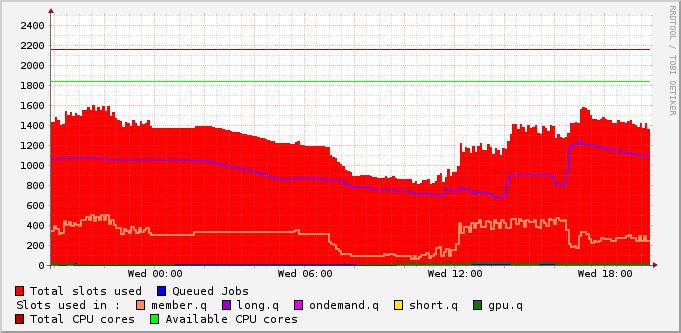 RRDTOOL / TOBI OETIKER
2400
2200
2000
1800
1600
1400
1200
1000
800
600
400
200
0
Wed 00:00 Wed 06:00 Wed 12:00 Wed 18:00
Total slots used Queued Jobs
Slots used in : member.q long.q ondemand.q short.q gpu.q
Total CPU cores Available CPU cores